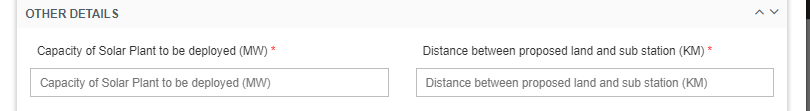 OTHER DETAILS
Capacity of Solar Plant to be deployed (MW) * Distance between proposed land and sub station (KM) *
Capacity of Solar Plant to be deployed (MW) Distance between proposed land and sub station (KM)